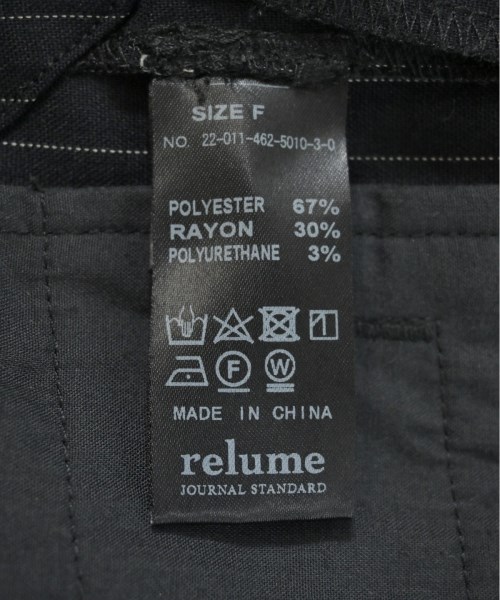 SIZE F
NO. 22-011-462-5010-3-0
POLYESTER 67%
RAYON 30%
POLYURETHANE 3%
F W
MADE IN CHINA
relume
JOURNAL STANDARD